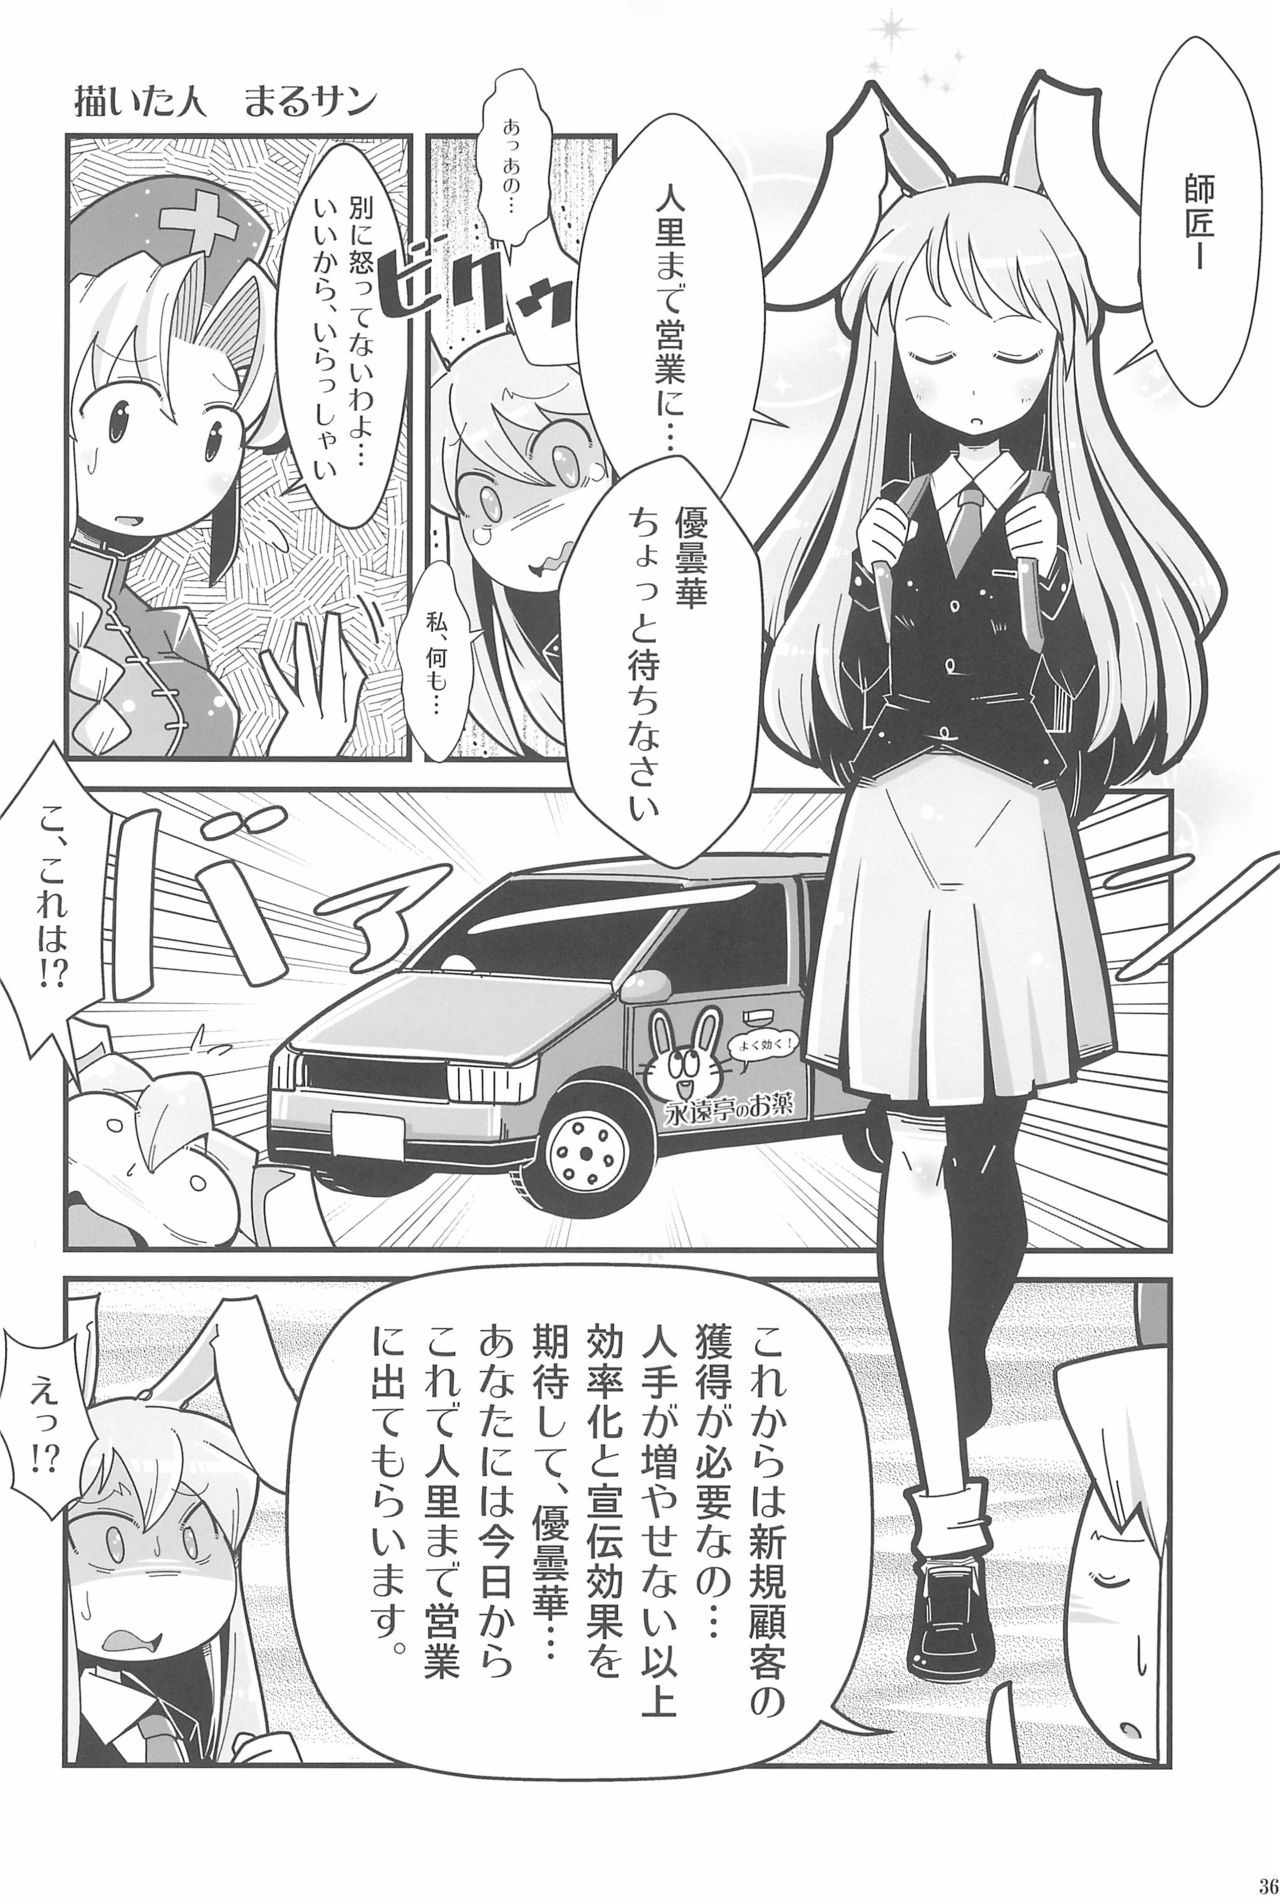 描いた人　まるサン
師匠ー
人里まで営業に…
優曇華
ちょっと待ちなさい
あっあの…
ビクゥ
私、何も…
別に怒ってないわよ…
いいから、いらっしゃい
こ、これは!?
バァーン
よく効く！
永遠亭のお薬
これからは新規顧客の
獲得が必要なの…
人手が増やせない以上
効率化と宣伝効果を
期待して、優曇華…
あなたには今日から
これで人里まで営業
に出てもらいます。
えっ!?
36